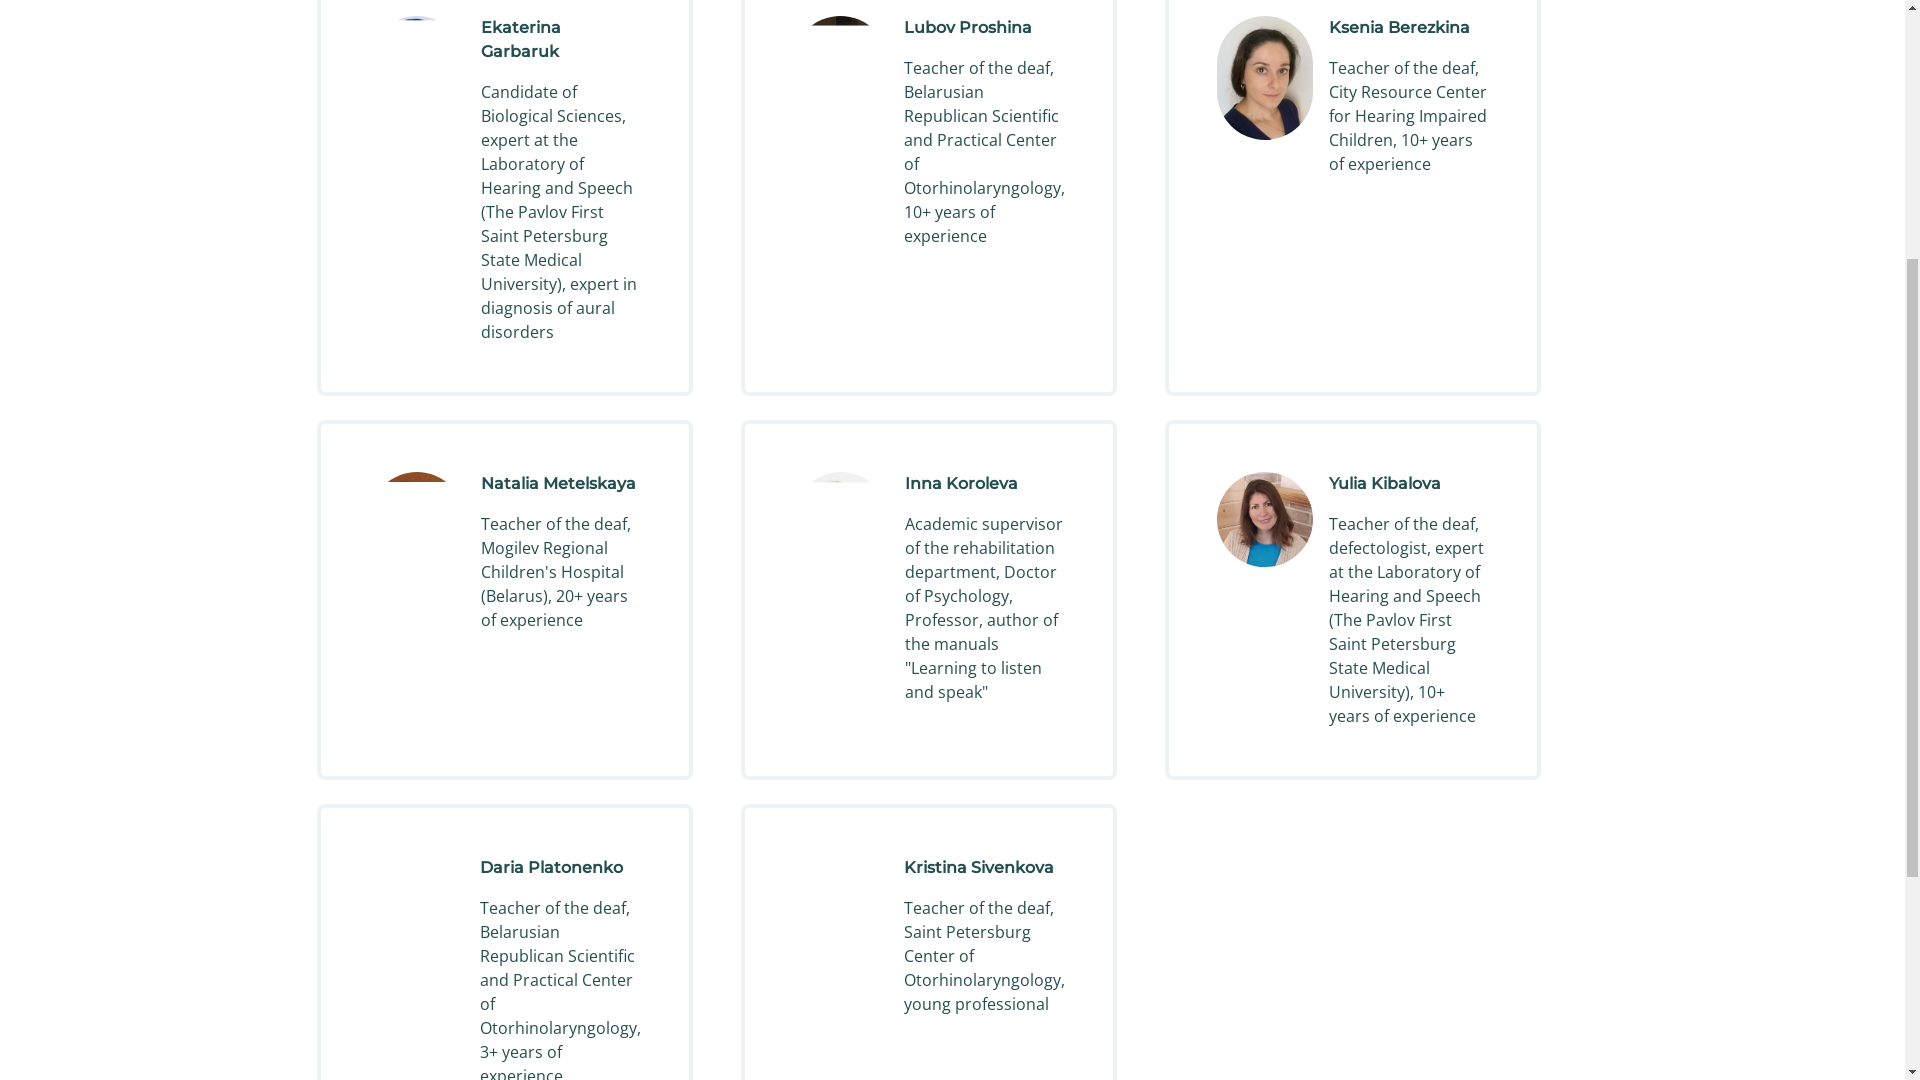 Ekaterina
Garbaruk
Candidate of
Biological Sciences,
expert at the
Laboratory of
Hearing and Speech
(The Pavlov First
Saint Petersburg
State Medical
University), expert in
diagnosis of aural
disorders
Lubov Proshina
Teacher of the deaf,
Belarusian
Republican Scientific
and Practical Center
of
Otorhinolaryngology,
10+ years of
experience
Ksenia Berezkina
Teacher of the deaf,
City Resource Center
for Hearing Impaired
Children, 10+ years
of experience
Natalia Metelskaya
Teacher of the deaf,
Mogilev Regional
Children's Hospital
(Belarus), 20+ years
of experience
Inna Koroleva
Academic supervisor
of the rehabilitation
department, Doctor
of Psychology,
Professor, author of
the manuals
"Learning to listen
and speak"
Yulia Kibalova
Teacher of the deaf,
defectologist, expert
at the Laboratory of
Hearing and Speech
(The Pavlov First
Saint Petersburg
State Medical
University), 10+
years of experience
Daria Platonenko
Teacher of the deaf,
Belarusian
Republican Scientific
and Practical Center
of
Otorhinolaryngology,
3+ years of
experience
Kristina Sivenkova
Teacher of the deaf,
Saint Petersburg
Center of
Otorhinolaryngology,
young professional